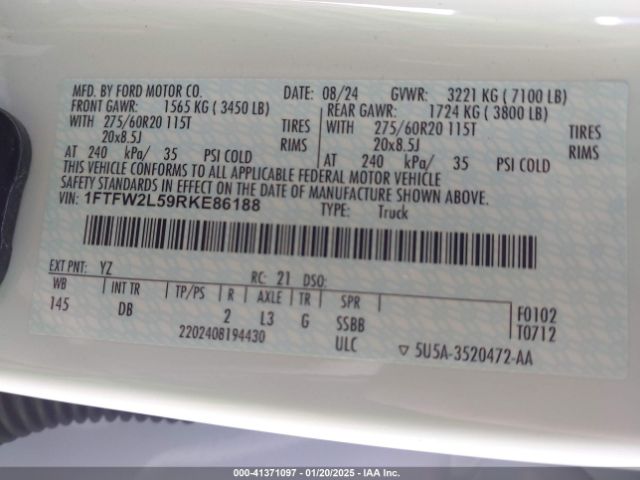 MFD. BY FORD MOTOR CO.
DATE: 08/24 GVWR: 3221 KG ( 7100 LB)
FRONT GAWR: 1565 KG ( 3450 LB) REAR GAWR: 1724 KG ( 3800 LB)
WITH 275/60R20 115T TIRES WITH 275/60R20 115T TIRES
20x8.5J RIMS 20x8.5J RIMS
AT 240 kPa/ 35 PSI COLD AT 240 kPa/ 35 PSI COLD
THIS VEHICLE CONFORMS TO ALL APPLICABLE FEDERAL MOTOR VEHICLE
SAFETY STANDARDS IN EFFECT ON THE DATE OF MANUFACTURE SHOWN ABOVE.
VIN: 1FTFW2L59RKE86188 TYPE: Truck
EXT PNT: YZ RC: 21 DSO:
WB INT TR TP/PS R AXLE TR SPR
145 DB 2 L3 G SSBB
2202408194430 ULC
F0102
T0712
▽ 5U5A-3520472-AA
000-41371097 - 01/20/2025 - IAA Inc.